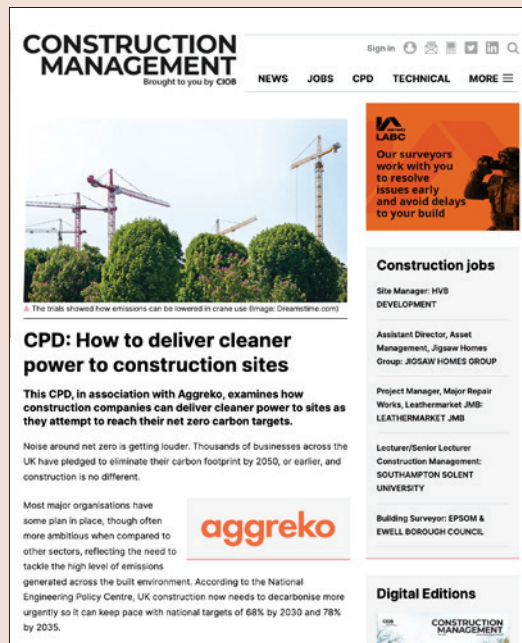 CONSTRUCTION
MANAGEMENT
Brought to you by CIOB
Sign in
NEWS JOBS CPD TECHNICAL MORE
LABC
Our surveyors
work with you
to resolve
issues early
and avoid delays
to your build
The trials showed how emissions can be lowered in crane use (Image: Dreamstime.com)
CPD: How to deliver cleaner
power to construction sites
This CPD, in association with Aggreko, examines how
construction companies can deliver cleaner power to sites as
they attempt to reach their net zero carbon targets.
Noise around net zero is getting louder. Thousands of businesses across the
UK have pledged to eliminate their carbon footprint by 2050, or earlier, and
construction is no different.
Most major organisations have
some plan in place, though often
more ambitious when compared to
other sectors, reflecting the need to
tackle the high level of emissions
generated across the built environment. According to the National
Engineering Policy Centre, UK construction now needs to decarbonise more
urgently so it can keep pace with national targets of 68% by 2030 and 78%
by 2035.
aggreko
Construction jobs
Site Manager: HVB
DEVELOPMENT
Assistant Director, Asset
Management, Jigsaw Homes
Group: JIGSAW HOMES GROUP
Project Manager, Major Repair
Works, Leathermarket JMB:
LEATHERMARKET JMB
Lecturer/Senior Lecturer
Construction Management:
SOUTHAMPTON SOLENT
UNIVERSITY
Building Surveyor: EPSOM &
EWELL BOROUGH COUNCIL
Digital Editions
CONSTRUCTION
MANAGEMENT